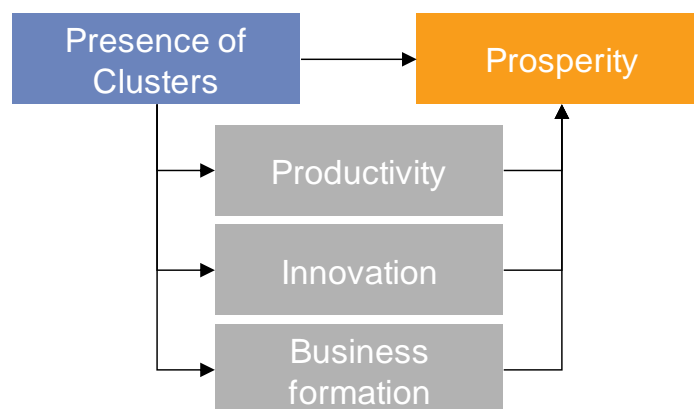 Presence of
Clusters
Prosperity
Productivity
Innovation
Business
formation